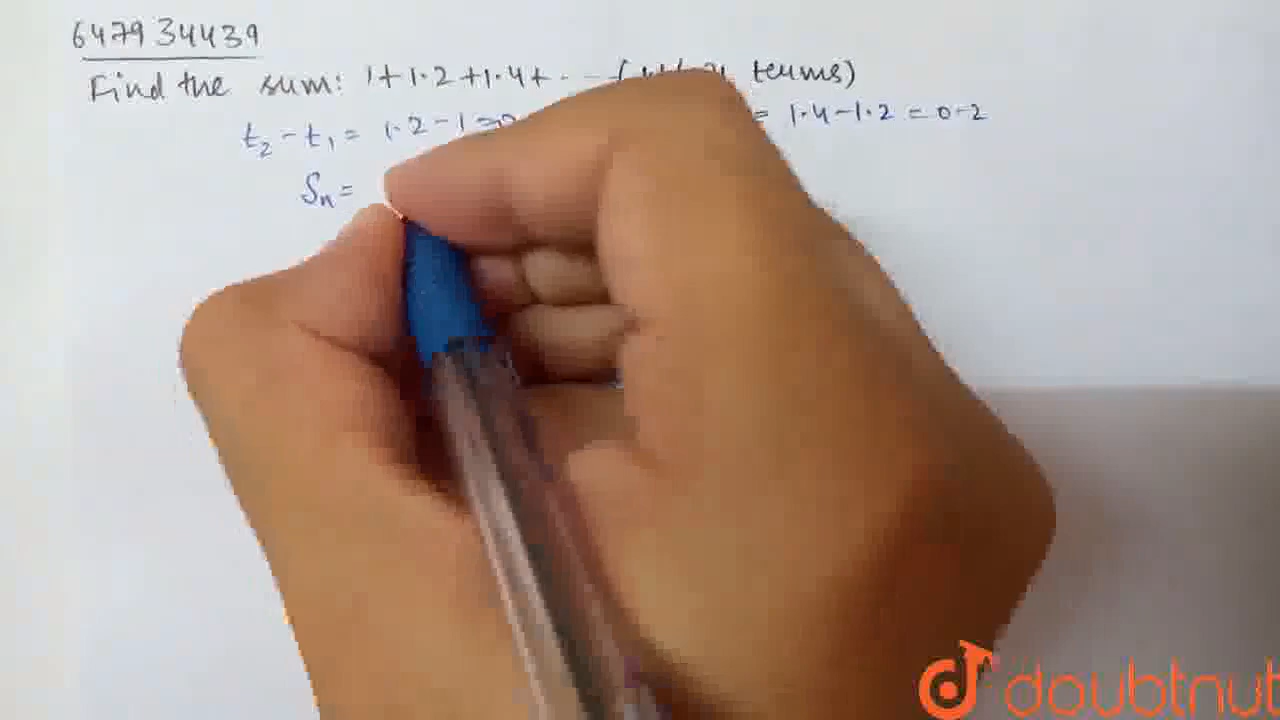 647934439
Find the sum: 1+1.2+1.4+... terms)
t₂-t₁ = 1.2-1 = 1.4-1.2=0.2
Sₙ=
doubtnut